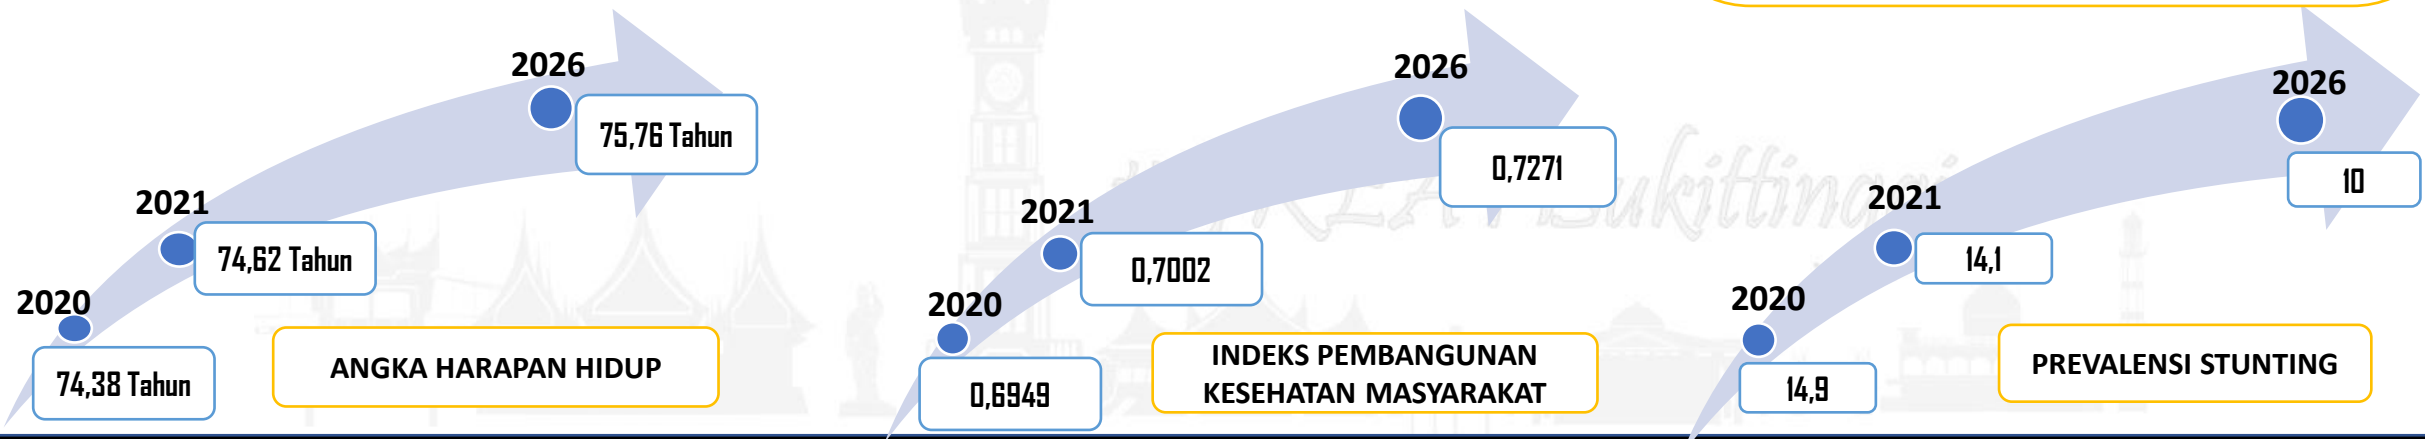 2026
75,76 Tahun
2021
74,62 Tahun
2020
74,38 Tahun
ANGKA HARAPAN HIDUP
2026
0,7271
2021
0,7002
2020
0,6949
INDEKS PEMBANGUNAN
KESEHATAN MASYARAKAT
2026
10
2021
14,1
2020
14,9
PREVALENSI STUNTING
Bukittinggi